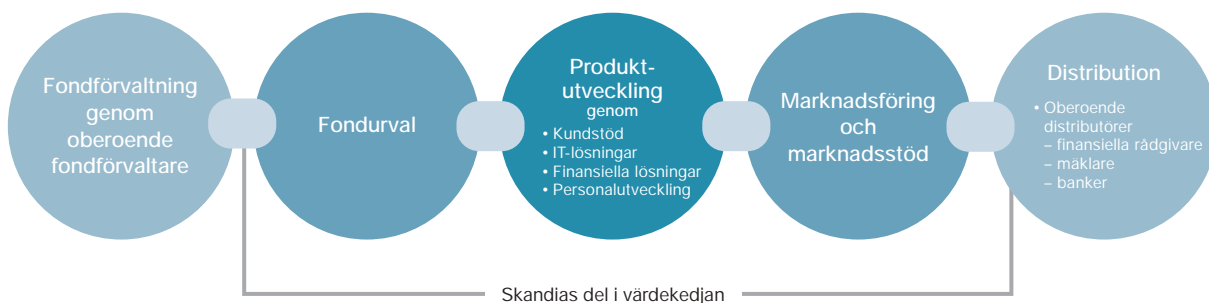 Fondförvaltning
genom
oberoende
fondförvaltare
Fondurval
Produkt-
utveckling
genom
• Kundstöd
• IT-lösningar
• Finansiella lösningar
• Personalutveckling
Marknadsföring
och
marknadsstöd
Distribution
• Oberoende
distributörer
– finansiella rådgivare
– mäklare
– banker
Skandias del i värdekedjan